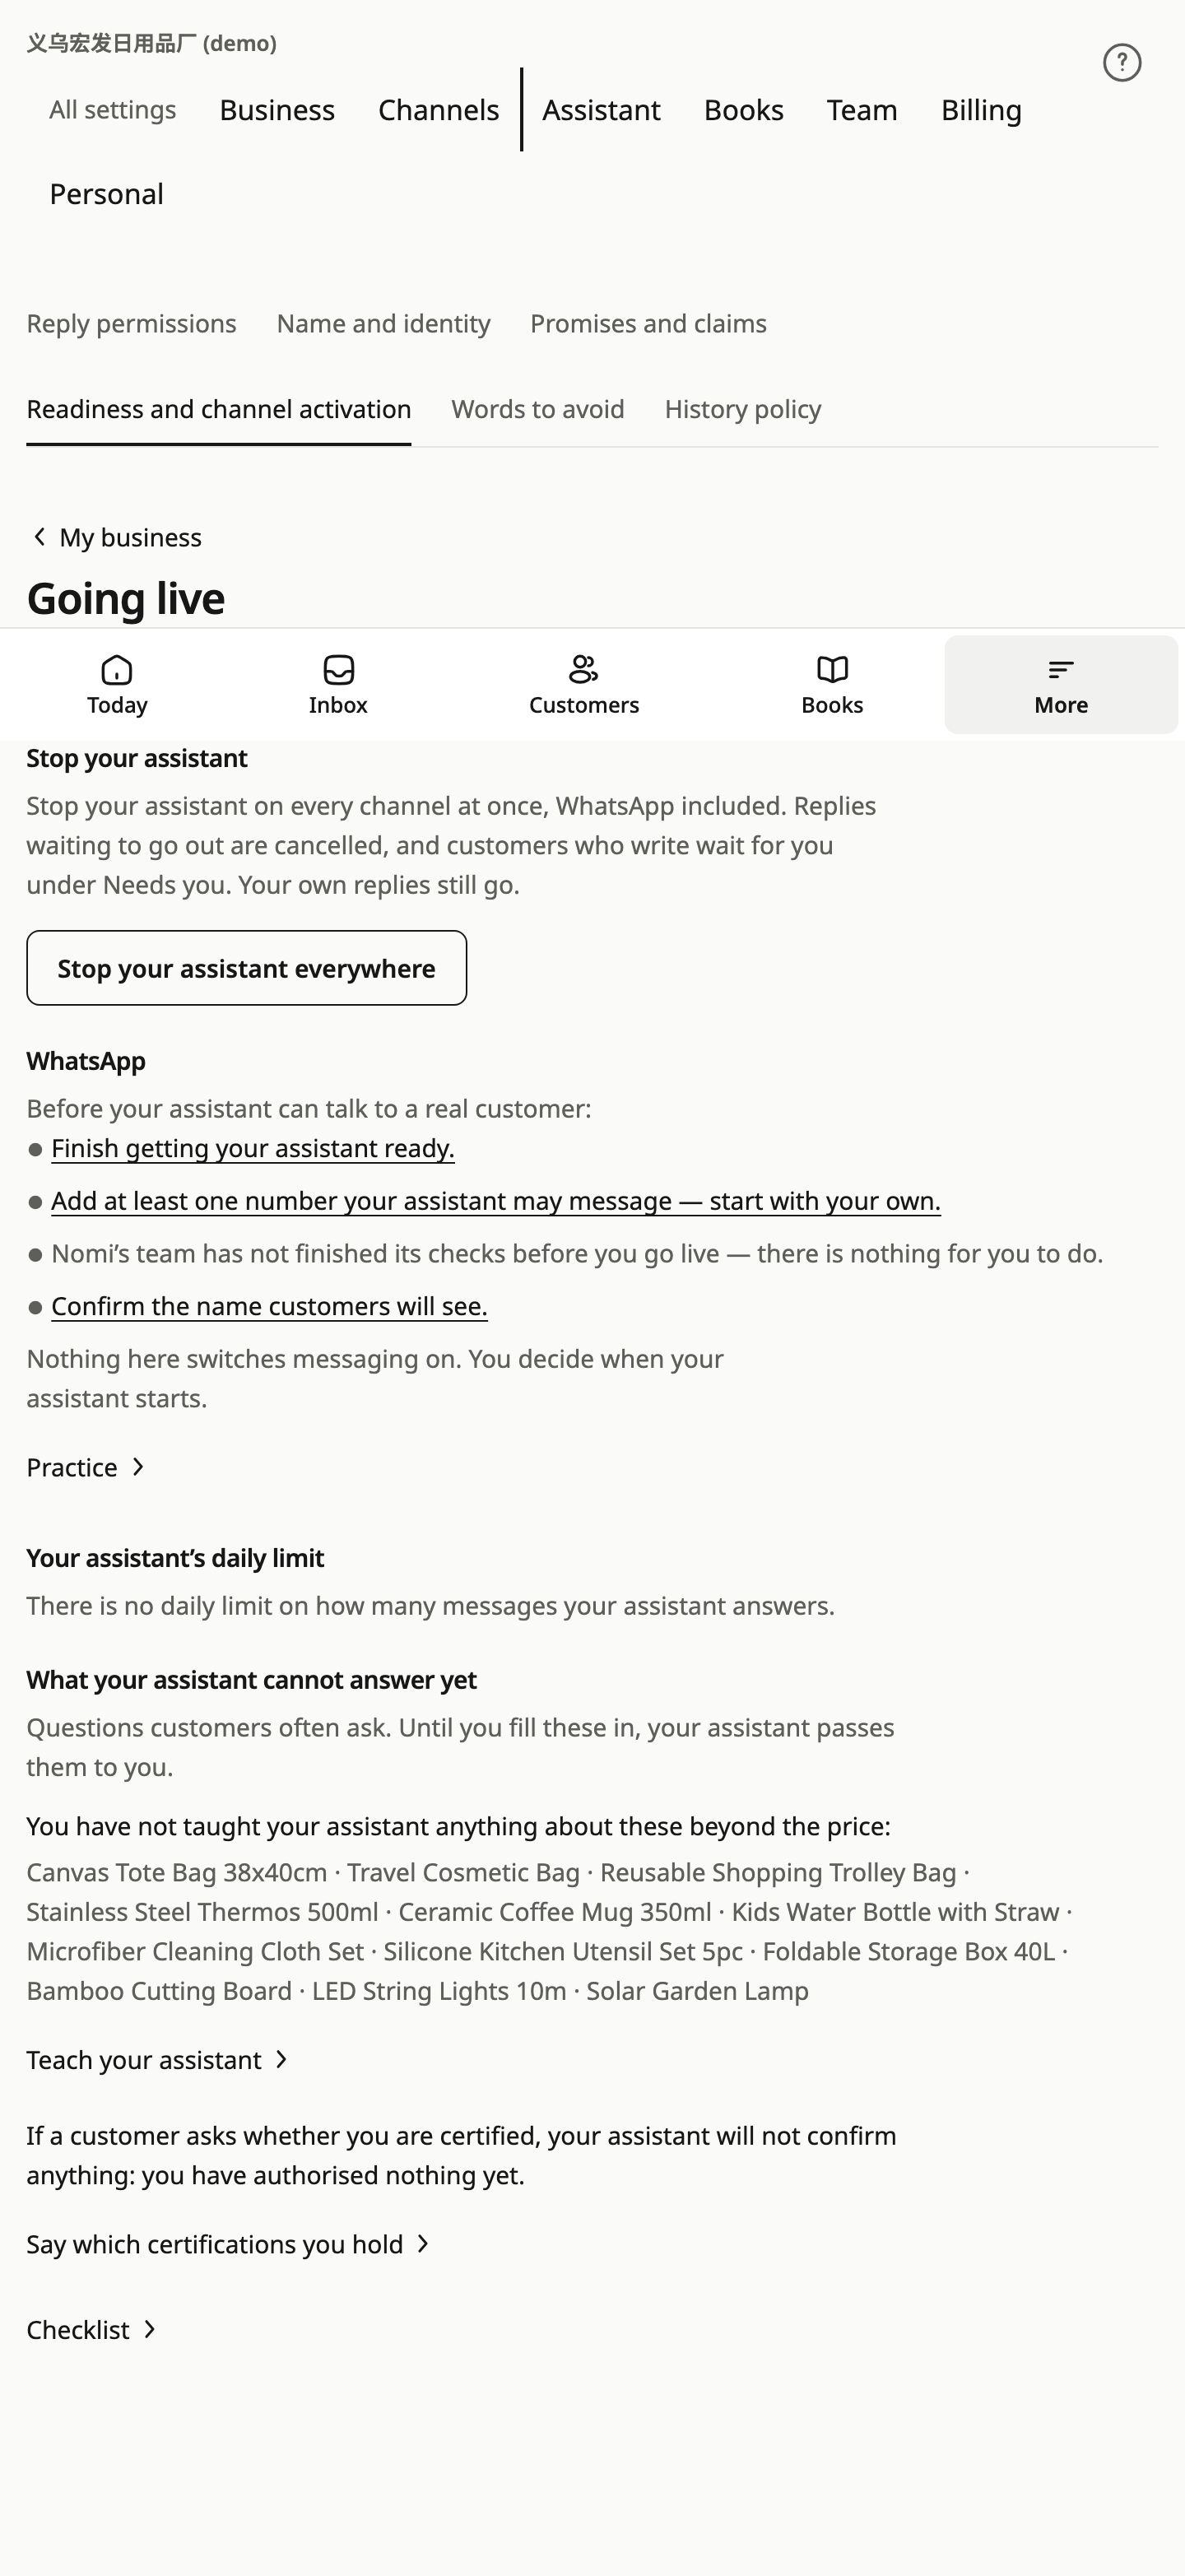 义乌宏发日用品厂 (demo)
All settings Business Channels Assistant Books Team Billing
Personal
Reply permissions Name and identity Promises and claims
Readiness and channel activation Words to avoid History policy
My business
Going live
Today Inbox Customers Books More
Stop your assistant
Stop your assistant on every channel at once, WhatsApp included. Replies
waiting to go out are cancelled, and customers who write wait for you
under Needs you. Your own replies still go.
Stop your assistant everywhere
WhatsApp
Before your assistant can talk to a real customer:
Finish getting your assistant ready.
Add at least one number your assistant may message — start with your own.
Nomi’s team has not finished its checks before you go live — there is nothing for you to do.
Confirm the name customers will see.
Nothing here switches messaging on. You decide when your
assistant starts.
Practice
Your assistant’s daily limit
There is no daily limit on how many messages your assistant answers.
What your assistant cannot answer yet
Questions customers often ask. Until you fill these in, your assistant passes
them to you.
You have not taught your assistant anything about these beyond the price:
Canvas Tote Bag 38x40cm · Travel Cosmetic Bag · Reusable Shopping Trolley Bag ·
Stainless Steel Thermos 500ml · Ceramic Coffee Mug 350ml · Kids Water Bottle with Straw ·
Microfiber Cleaning Cloth Set · Silicone Kitchen Utensil Set 5pc · Foldable Storage Box 40L ·
Bamboo Cutting Board · LED String Lights 10m · Solar Garden Lamp
Teach your assistant
If a customer asks whether you are certified, your assistant will not confirm
anything: you have authorised nothing yet.
Say which certifications you hold
Checklist